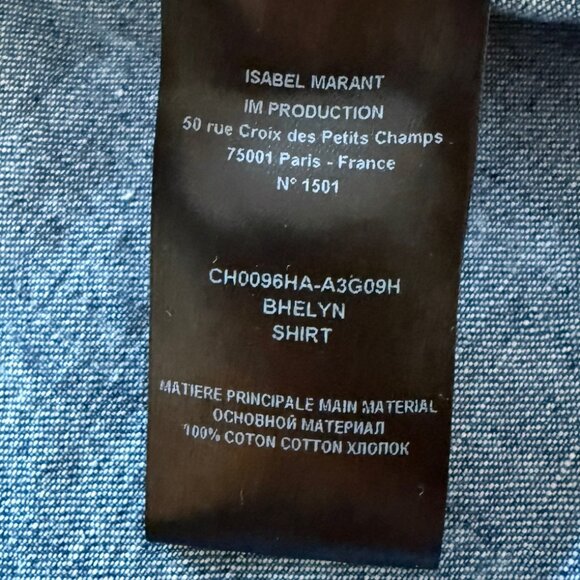 ISABEL MARANT
IM PRODUCTION
50 rue Croix des Petits Champs
75001 Paris - France
N° 1501
CH0096HA-A3G09H
BHELYN
SHIRT
MATIERE PRINCIPALE MAIN MATERIAL
ОСНОВНОЙ МАТЕРИАЛ
100% COTON COTTON ХЛОПОК